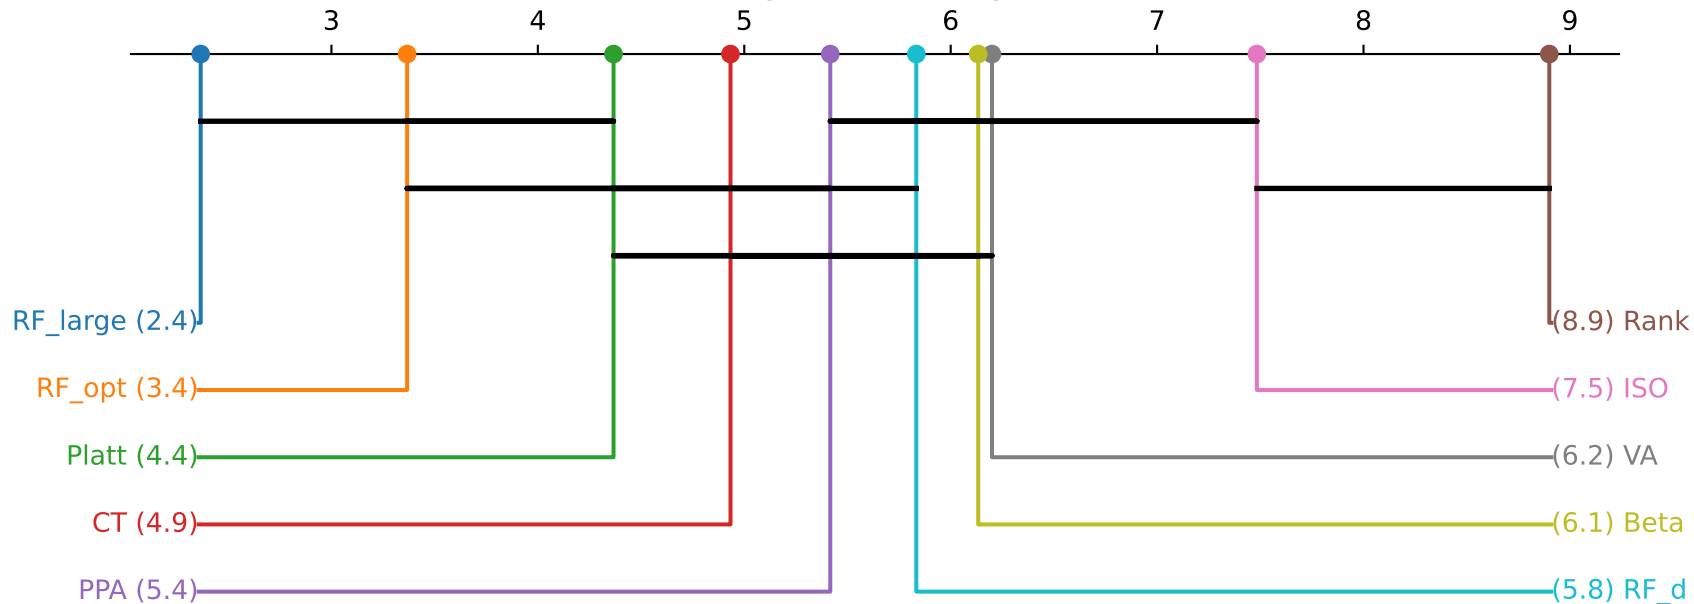 3 4 5 6 7 8 9
RF_large (2.4) (8.9) Rank
RF_opt (3.4) (7.5) ISO
Platt (4.4) (6.2) VA
CT (4.9) (6.1) Beta
PPA (5.4) (5.8) RF_d